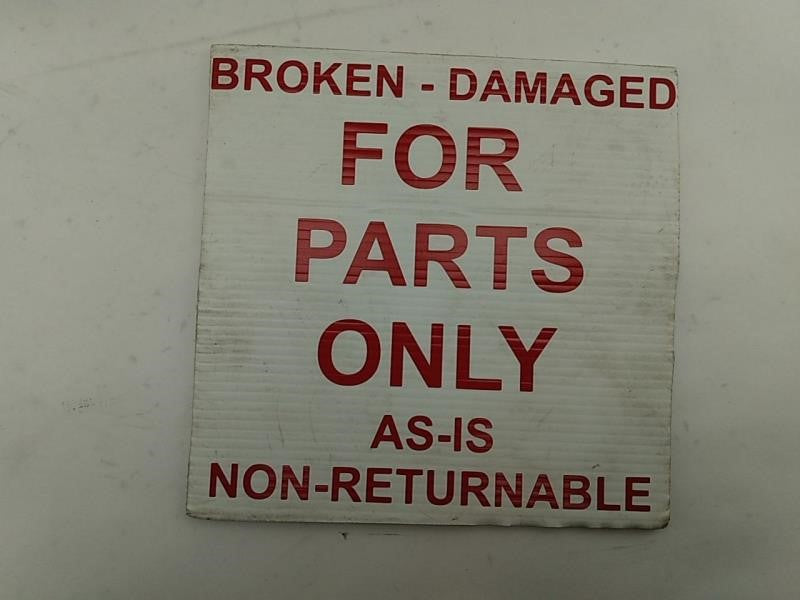 BROKEN - DAMAGED
FOR
PARTS
ONLY
AS-IS
NON-RETURNABLE